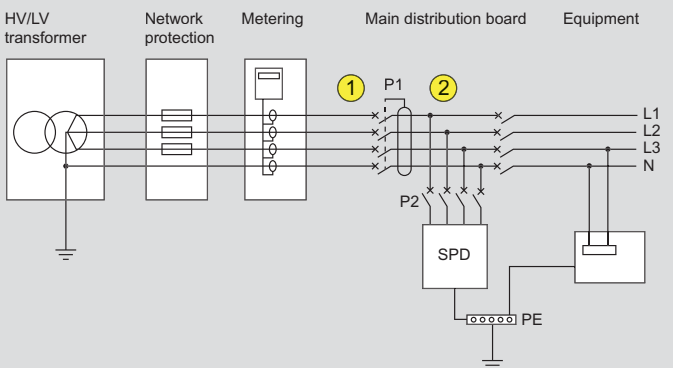 HV/LV
transformer
Network
protection
Metering
Main distribution board
Equipment
1
P1
2
L1
L2
L3
N
P2
SPD
PE